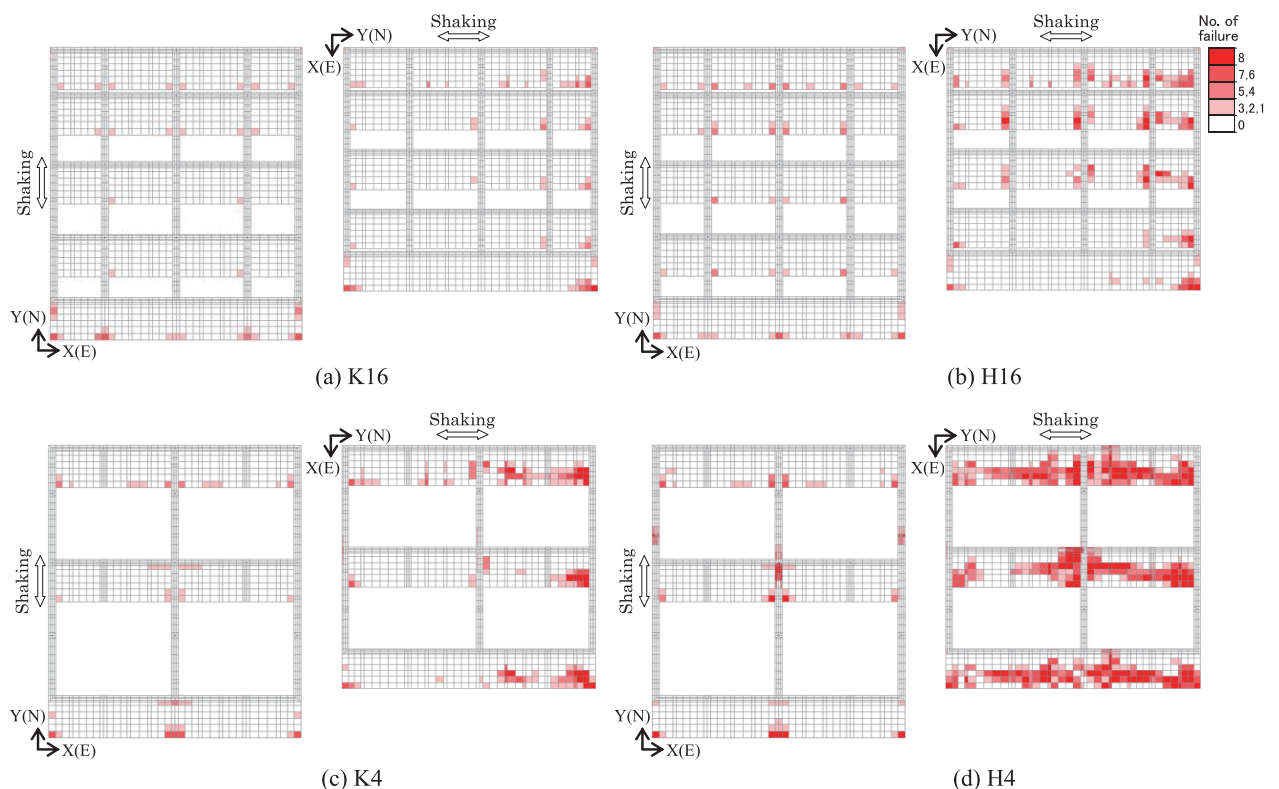 Shaking
Y(N)
X(E)
Shaking
Y(N)
X(E)
(a) K16
Shaking
Y(N)
X(E)
Shaking
Y(N)
X(E)
(b) H16
No. of
failure
8
7,6
5,4
3,2,1
0
Shaking
Y(N)
X(E)
Shaking
Y(N)
X(E)
(c) K4
Shaking
Y(N)
X(E)
Shaking
Y(N)
X(E)
(d) H4